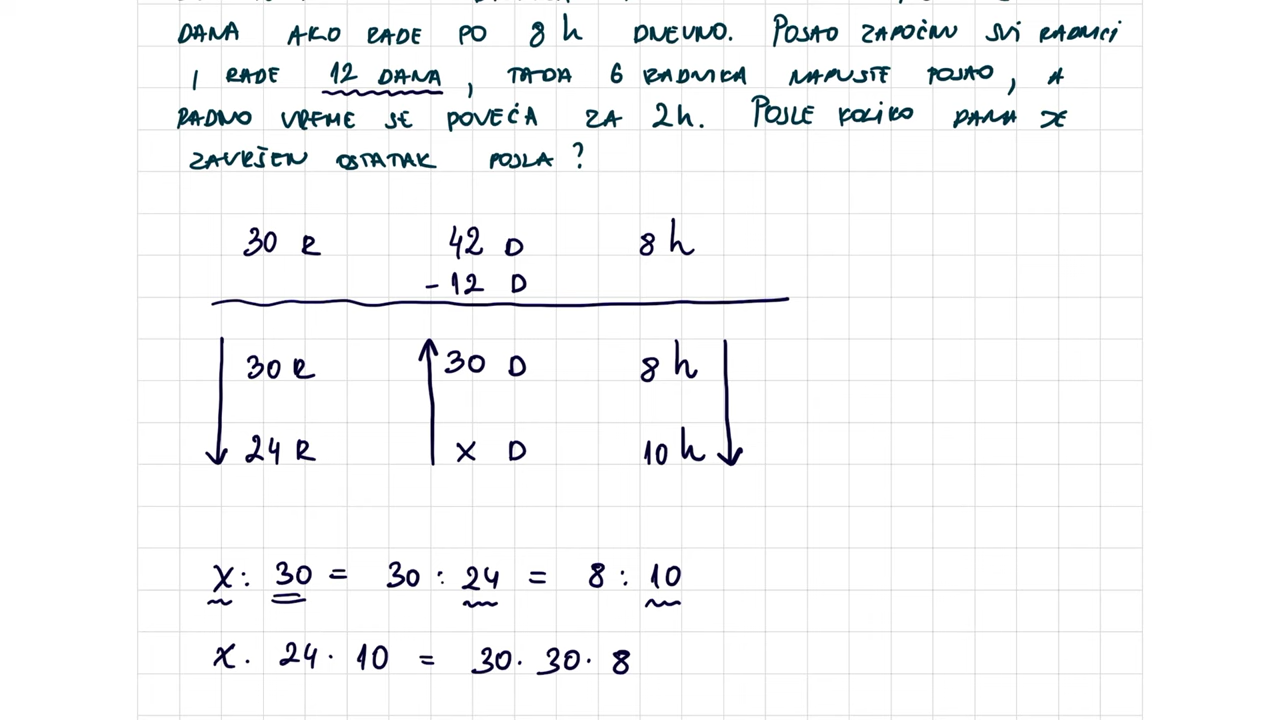 DANA AKO RADE PO 8 h DNEVNO. POSAO ZAPOČNU SVI RADNICI
I RADE 12 DANA, TADA 6 RADNIKA NAPUSTE POSAO, A
RADNO VREME SE POVEĆA ZA 2h. POSLE KOLIKO DANA JE
ZAVRŠEN OSTATAK POSLA?
30 R 42 D 8 h
-12 D
30 R 30 D 8 h
24 R x D 10 h
x : 30 = 30 : 24 = 8 : 10
x · 24 · 10 = 30 · 30 · 8